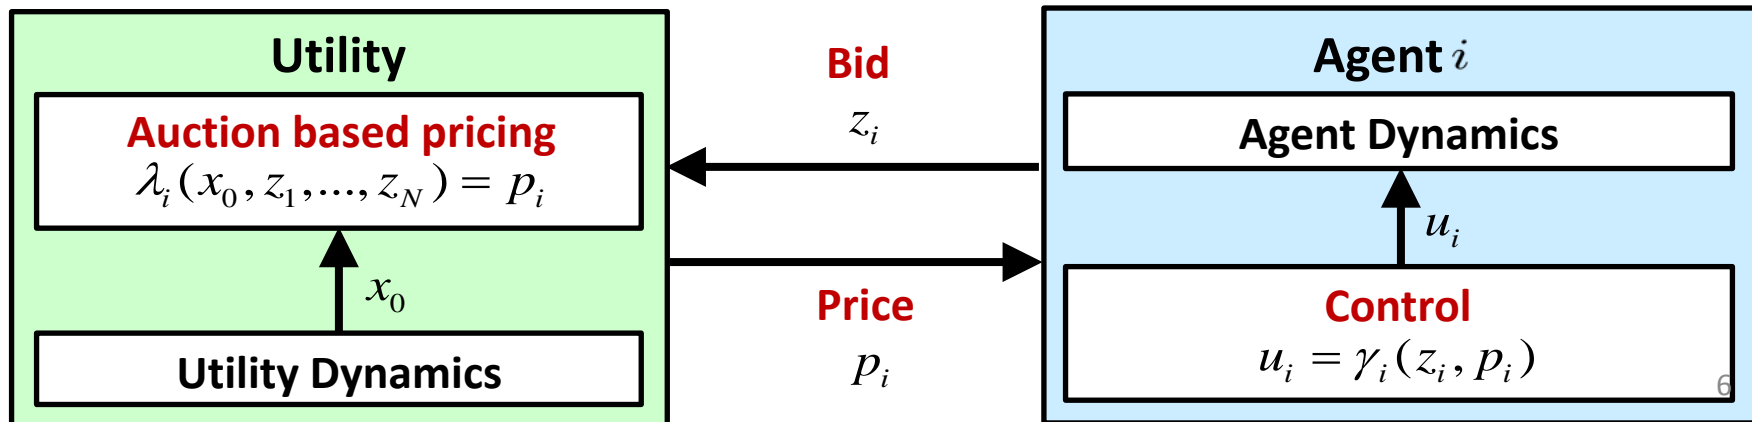 Utility
Auction based pricing
λ_i(x_0, z_1,..., z_N) = p_i
x_0
Utility Dynamics
Bid
z_i
Price
p_i
Agent i
Agent Dynamics
u_i
Control
u_i = γ_i(z_i, p_i)
6